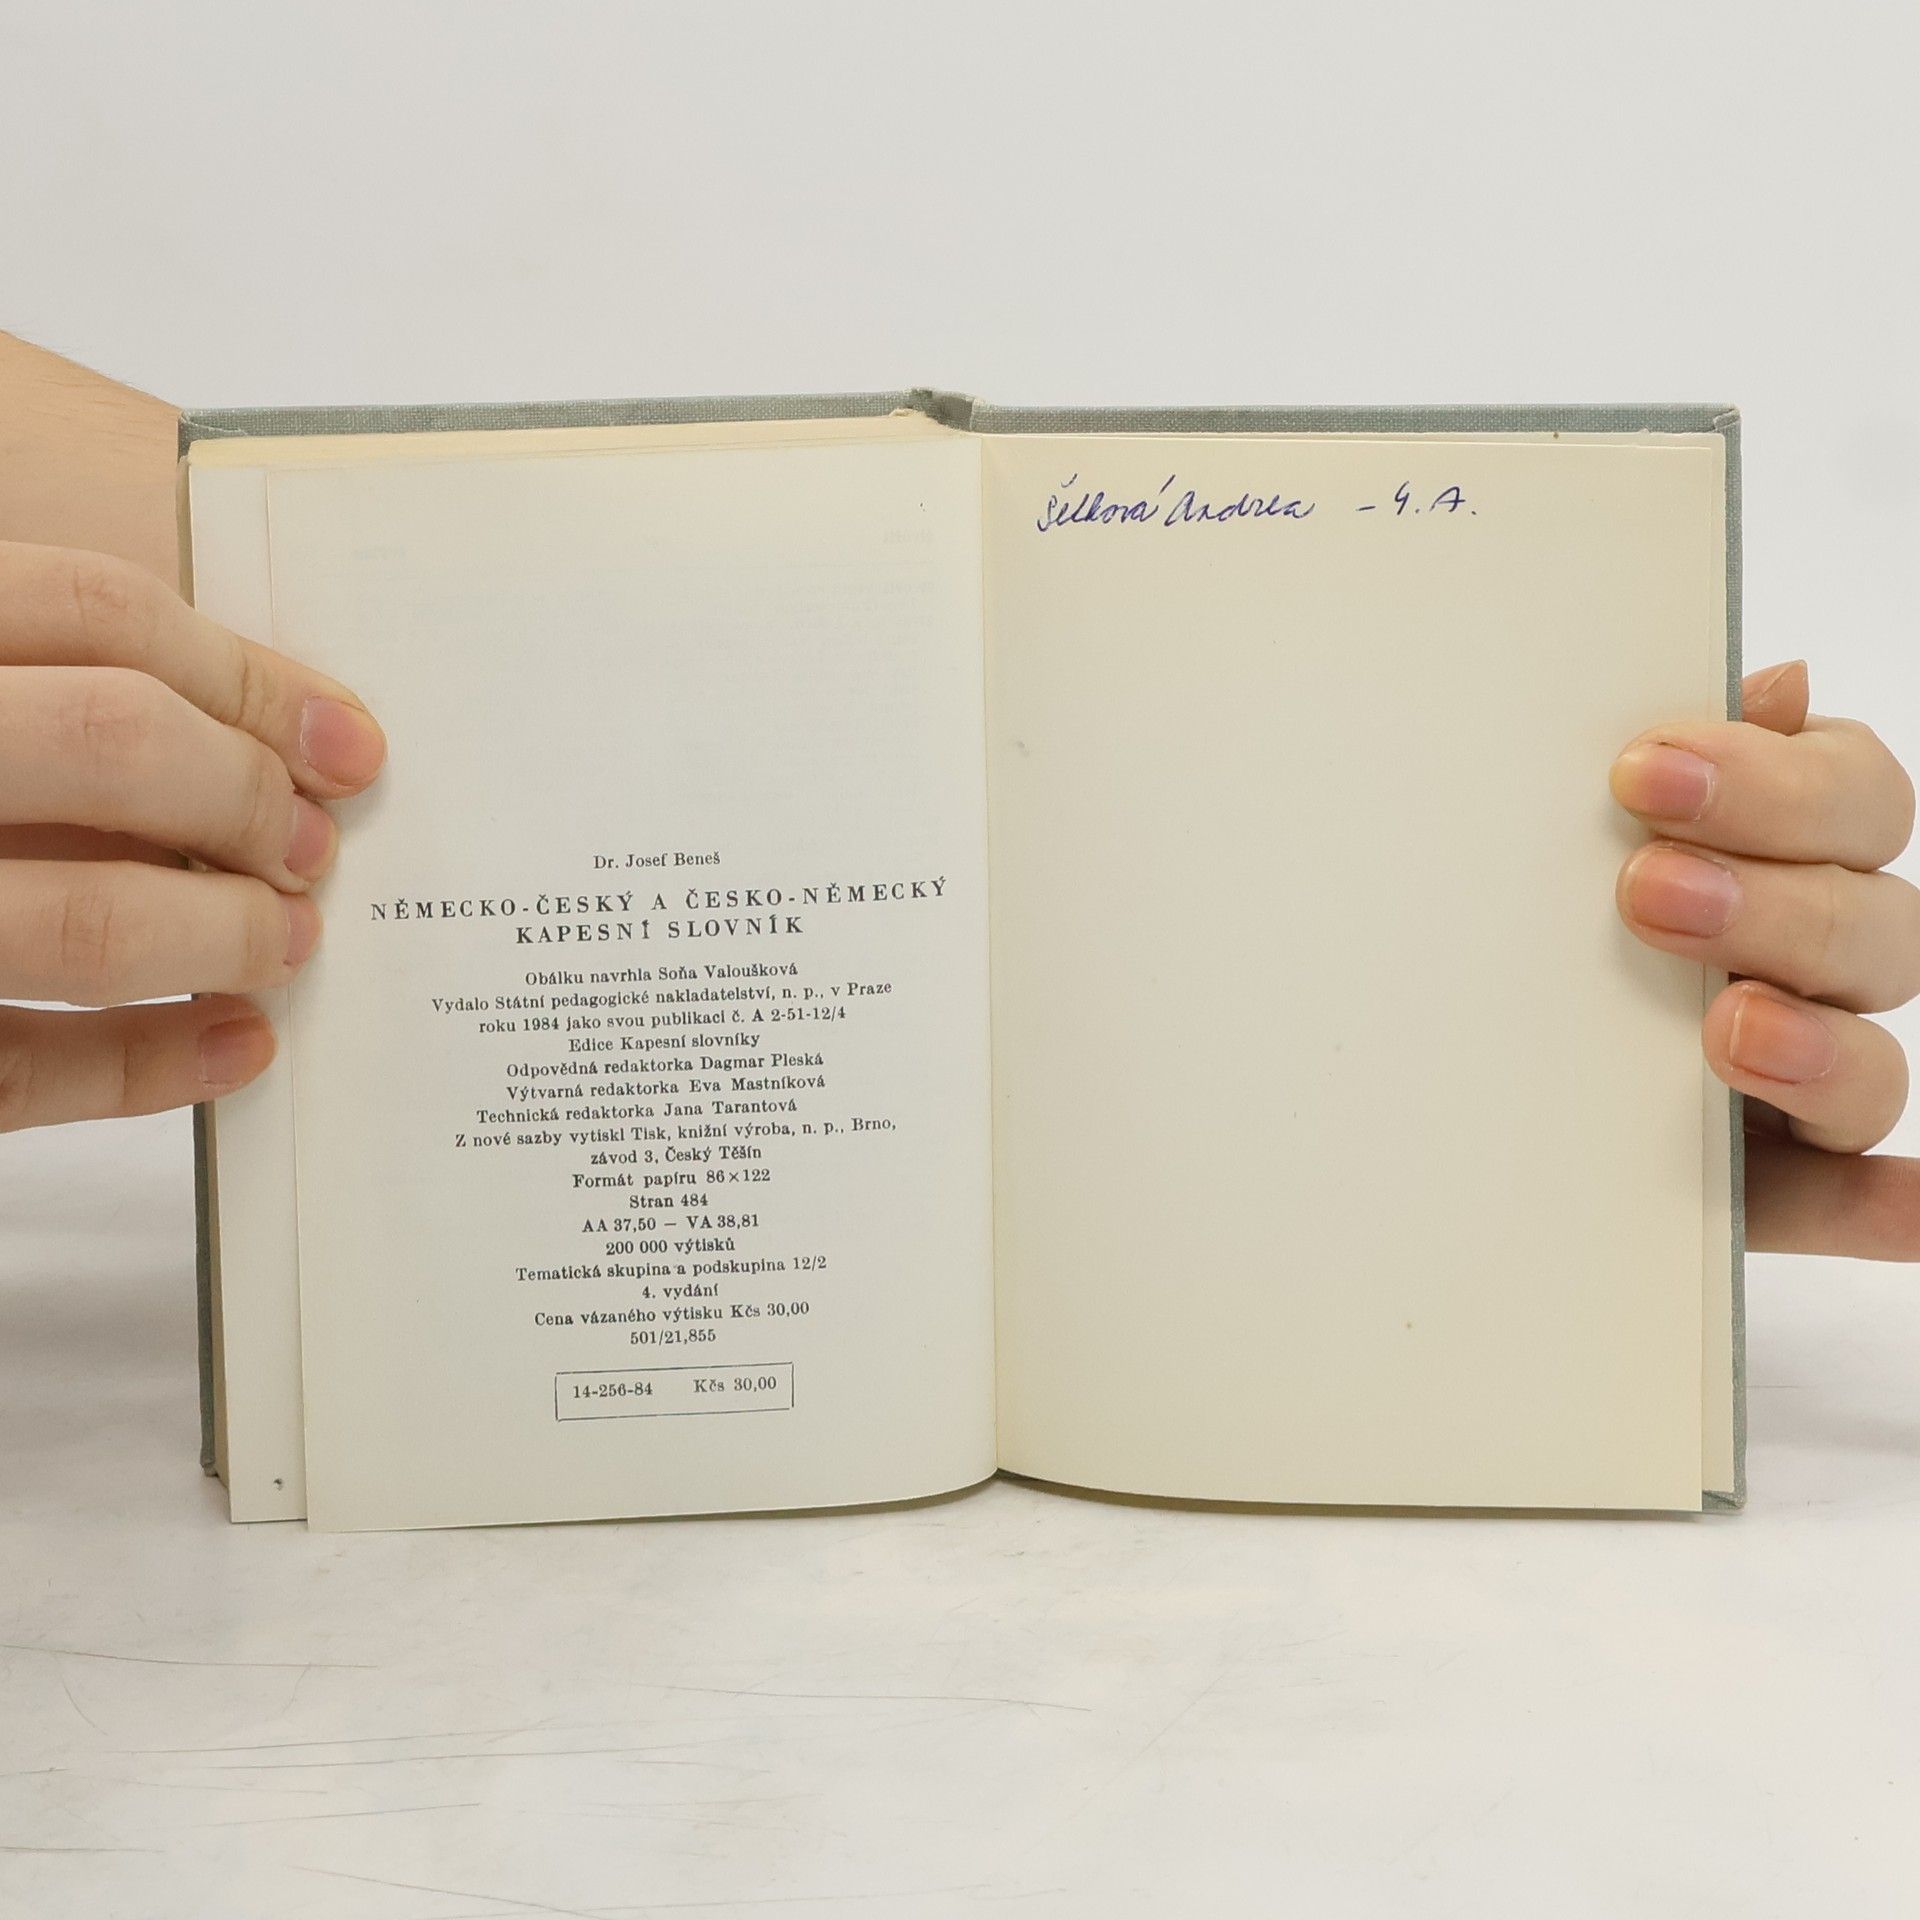 Dr. Josef Beneš
NĚMECKO-ČESKÝ A ČESKO-NĚMECKÝ
KAPESNÍ SLOVNÍK
Obálku navrhla Soňa Valoušková
Vydalo Státní pedagogické nakladatelství, n. p., v Praze
roku 1984 jako svou publikaci č. A 2-51-12/4
Edice Kapesní slovníky
Odpovědná redaktorka Dagmar Pleská
Výtvarná redaktorka Eva Mastníková
Technická redaktorka Jana Tarantová
Z nové sazby vytiskl Tisk, knižní výroba, n. p., Brno,
závod 3, Český Těšín
Formát papíru 86×122
Stran 484
AA 37,50 — VA 38,81
200 000 výtisků
Tematická skupina a podskupina 12/2
4. vydání
Cena vázaného výtisku Kčs 30,00
501/21,855
14-256-84 Kčs 30,00
Andrea – 4. A.